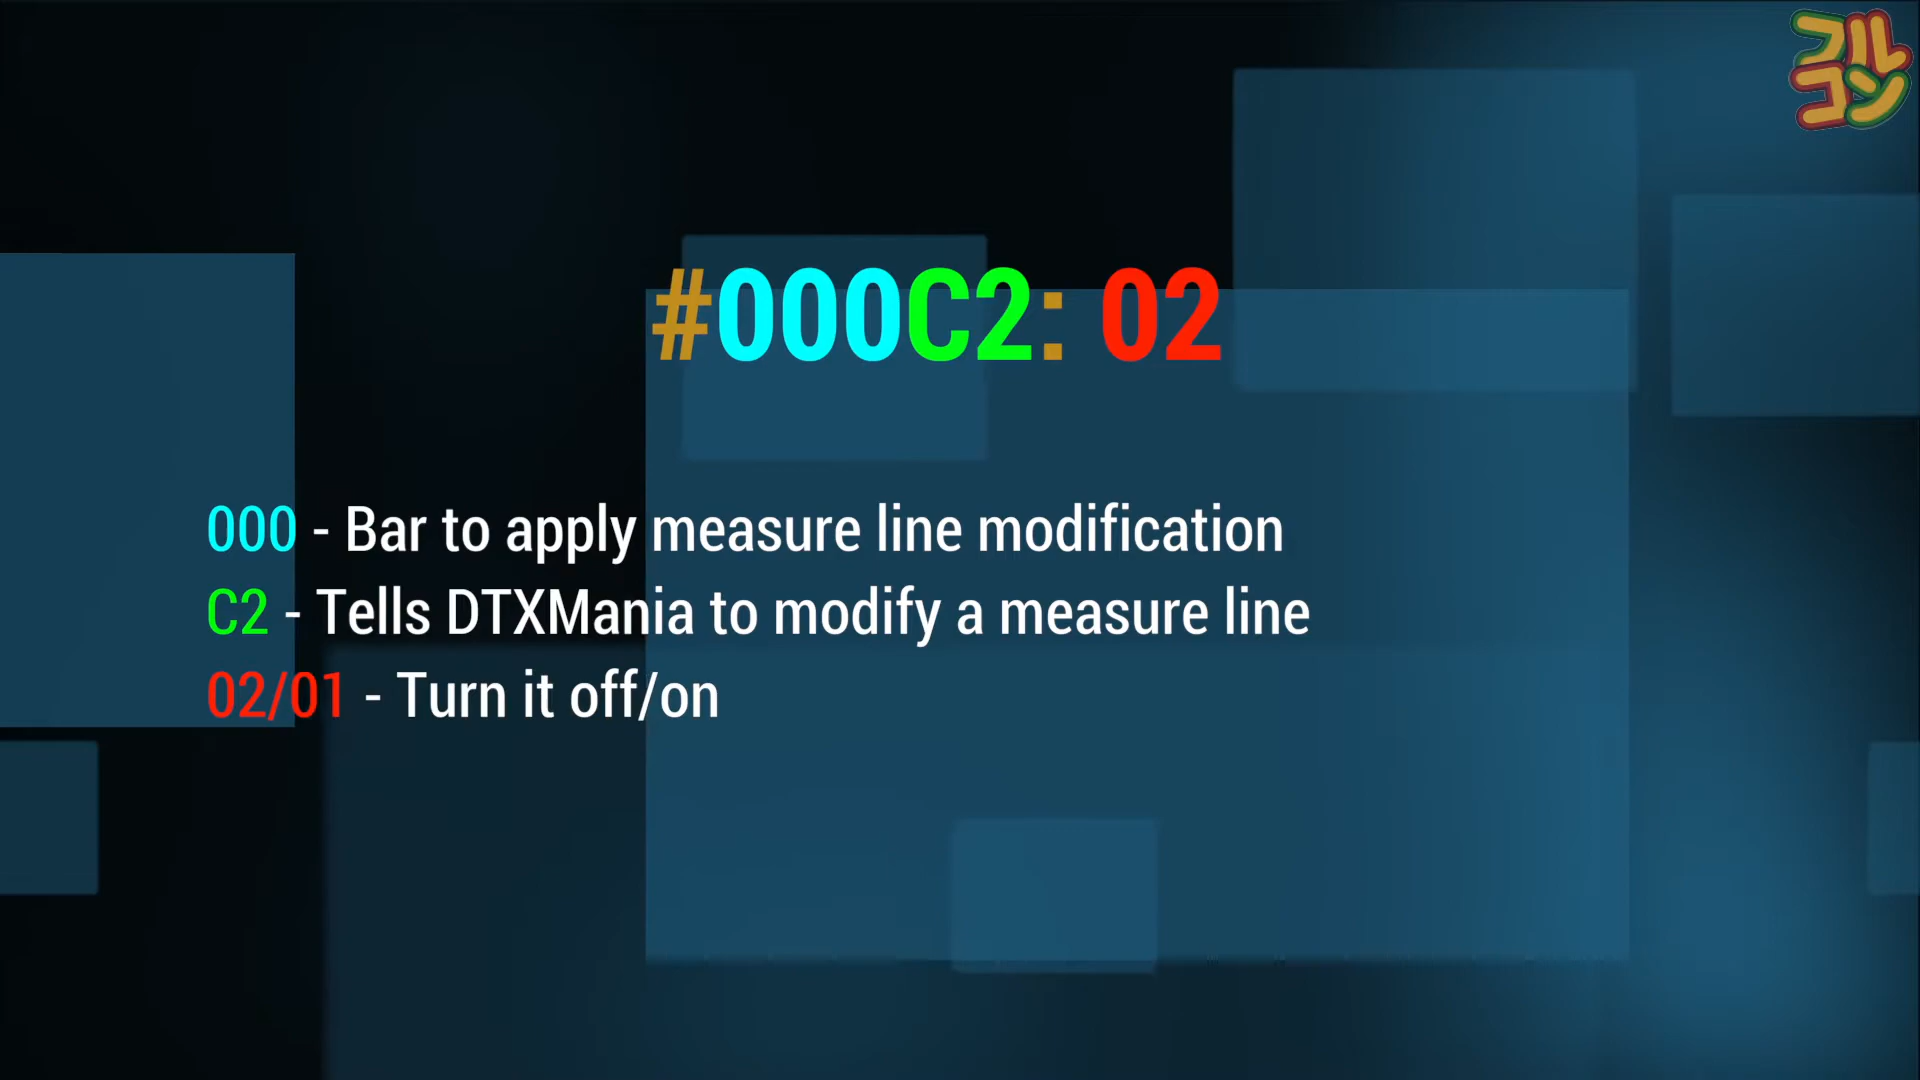 フル
コン
#000C2: 02
000 - Bar to apply measure line modification
C2 - Tells DTXMania to modify a measure line
02/01 - Turn it off/on